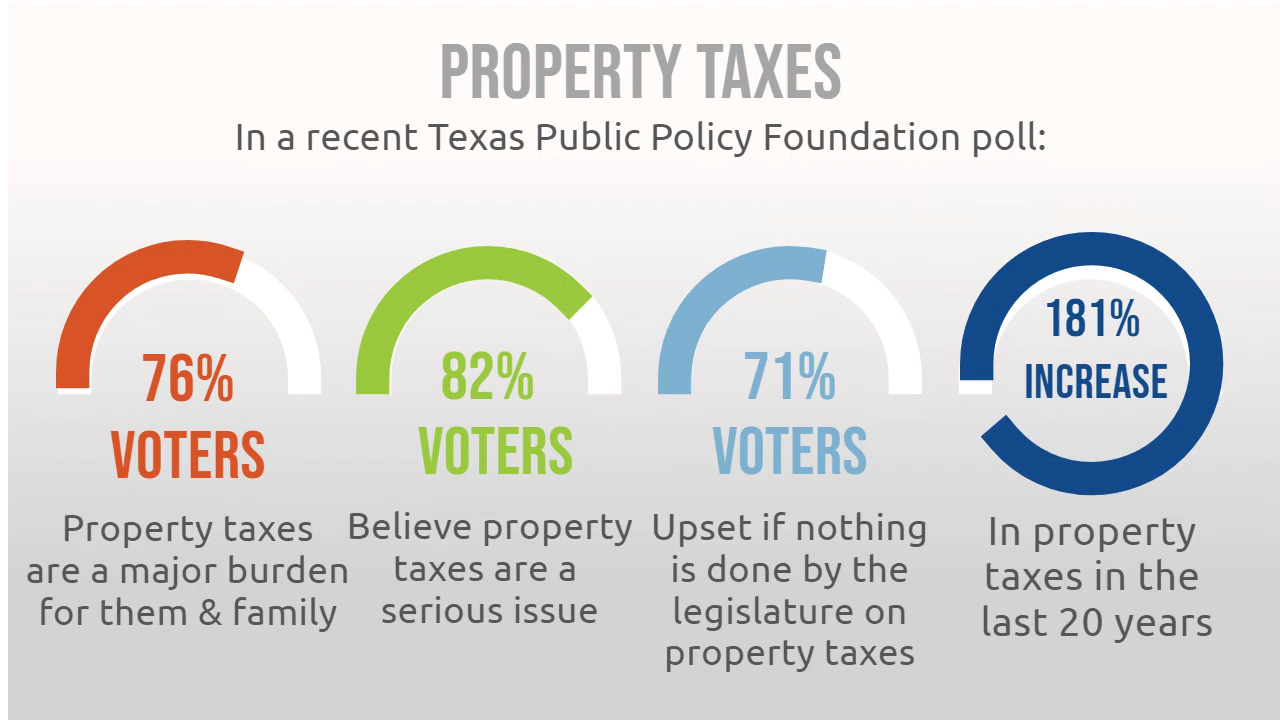 PROPERTY TAXES
In a recent Texas Public Policy Foundation poll:
76%
VOTERS
Property taxes
are a major burden
for them & family
82%
VOTERS
Believe property
taxes are a
serious issue
71%
VOTERS
Upset if nothing
is done by the
legislature on
property taxes
181%
INCREASE
In property
taxes in the
last 20 years